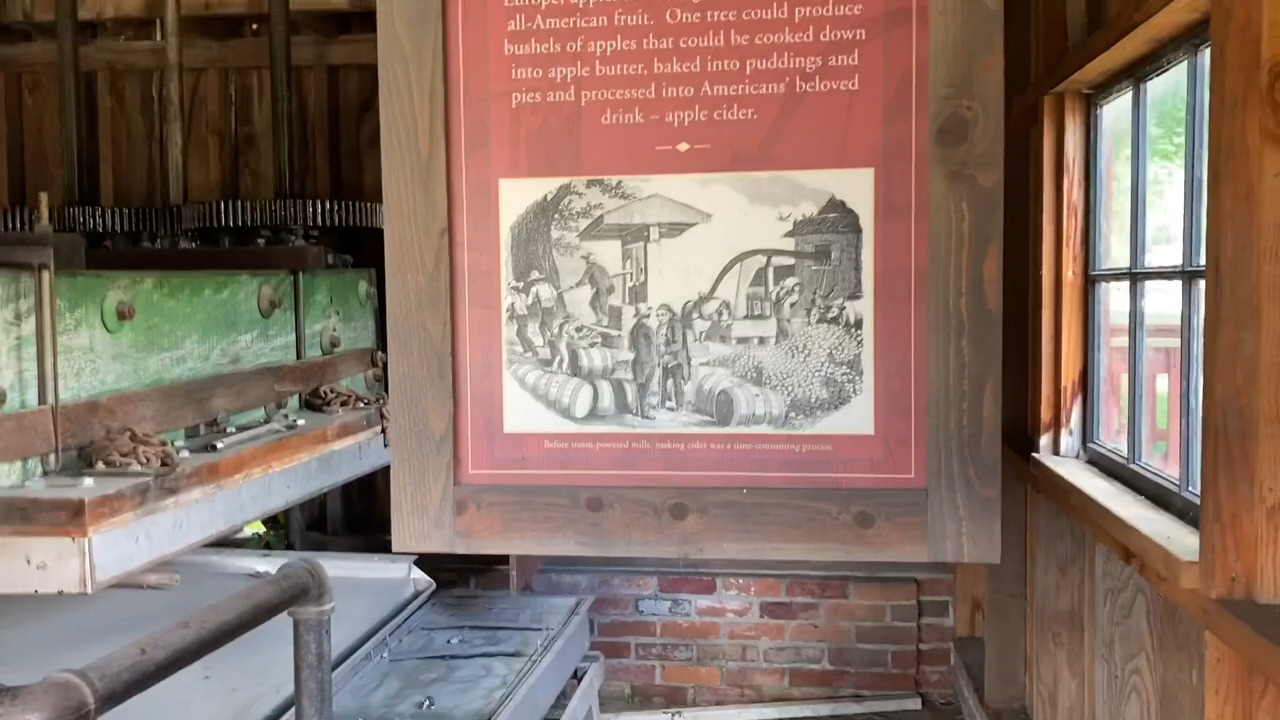 Europe, apples
all-American fruit. One tree could produce
bushels of apples that could be cooked down
into apple butter, baked into puddings and
pies and processed into Americans' beloved
drink – apple cider.
Before steam-powered mills, making cider was a time-consuming process.